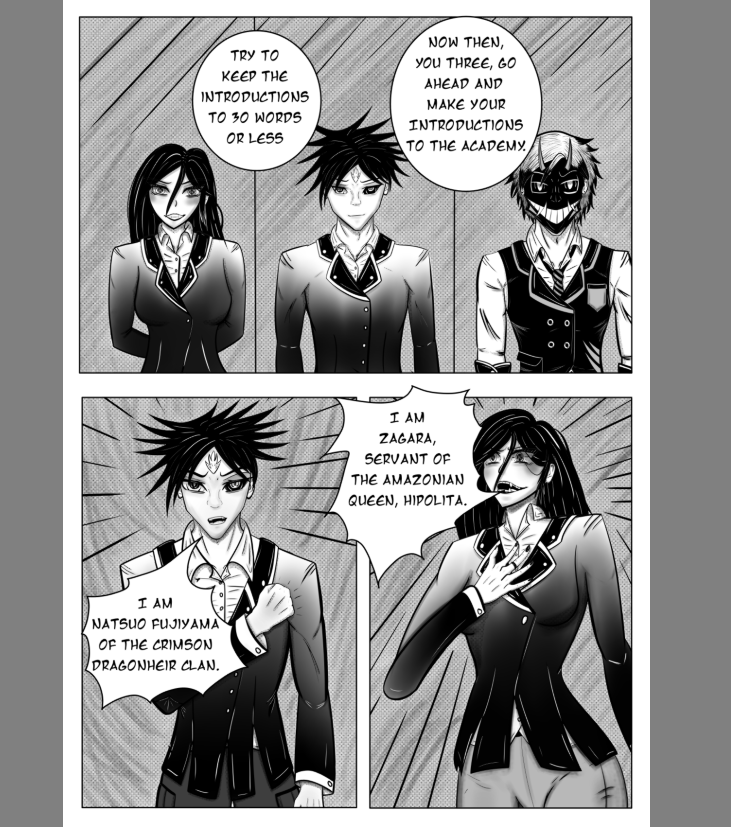 TRY TO
KEEP THE
INTRODUCTIONS
TO 30 WORDS
OR LESS
NOW THEN,
YOU THREE, GO
AHEAD AND
MAKE YOUR
INTRODUCTIONS
TO THE ACADEMY.
I AM
NATSUO FUJIYAMA
OF THE CRIMSON
DRAGONHEIR CLAN.
I AM
ZAGARA,
SERVANT OF
THE AMAZONIAN
QUEEN, HIPOLITA.